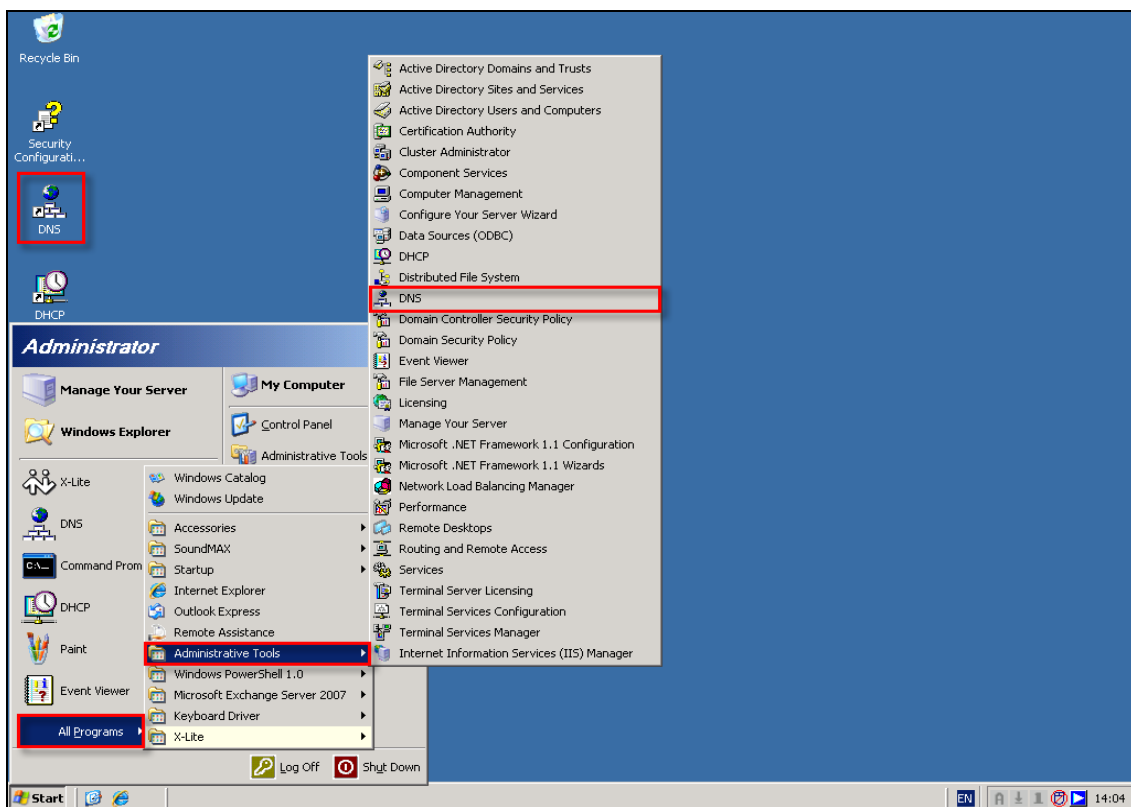 Recycle Bin
Security
Configurati...
DNS
DHCP
Administrator
Manage Your Server
Windows Explorer
X-Lite
DNS
Command Prom
DHCP
Paint
Event Viewer
All Programs
My Computer
Control Panel
Administrative Tools
Windows Catalog
Windows Update
Accessories
SoundMAX
Startup
Internet Explorer
Outlook Express
Remote Assistance
Administrative Tools
Windows PowerShell 1.0
Microsoft Exchange Server 2007
Keyboard Driver
X-Lite
Active Directory Domains and Trusts
Active Directory Sites and Services
Active Directory Users and Computers
Certification Authority
Cluster Administrator
Component Services
Computer Management
Configure Your Server Wizard
Data Sources (ODBC)
DHCP
Distributed File System
DNS
Domain Controller Security Policy
Domain Security Policy
Event Viewer
File Server Management
Licensing
Manage Your Server
Microsoft .NET Framework 1.1 Configuration
Microsoft .NET Framework 1.1 Wizards
Network Load Balancing Manager
Performance
Remote Desktops
Routing and Remote Access
Services
Terminal Server Licensing
Terminal Services Configuration
Terminal Services Manager
Internet Information Services (IIS) Manager
Log Off
Shut Down
Start
EN
14:04